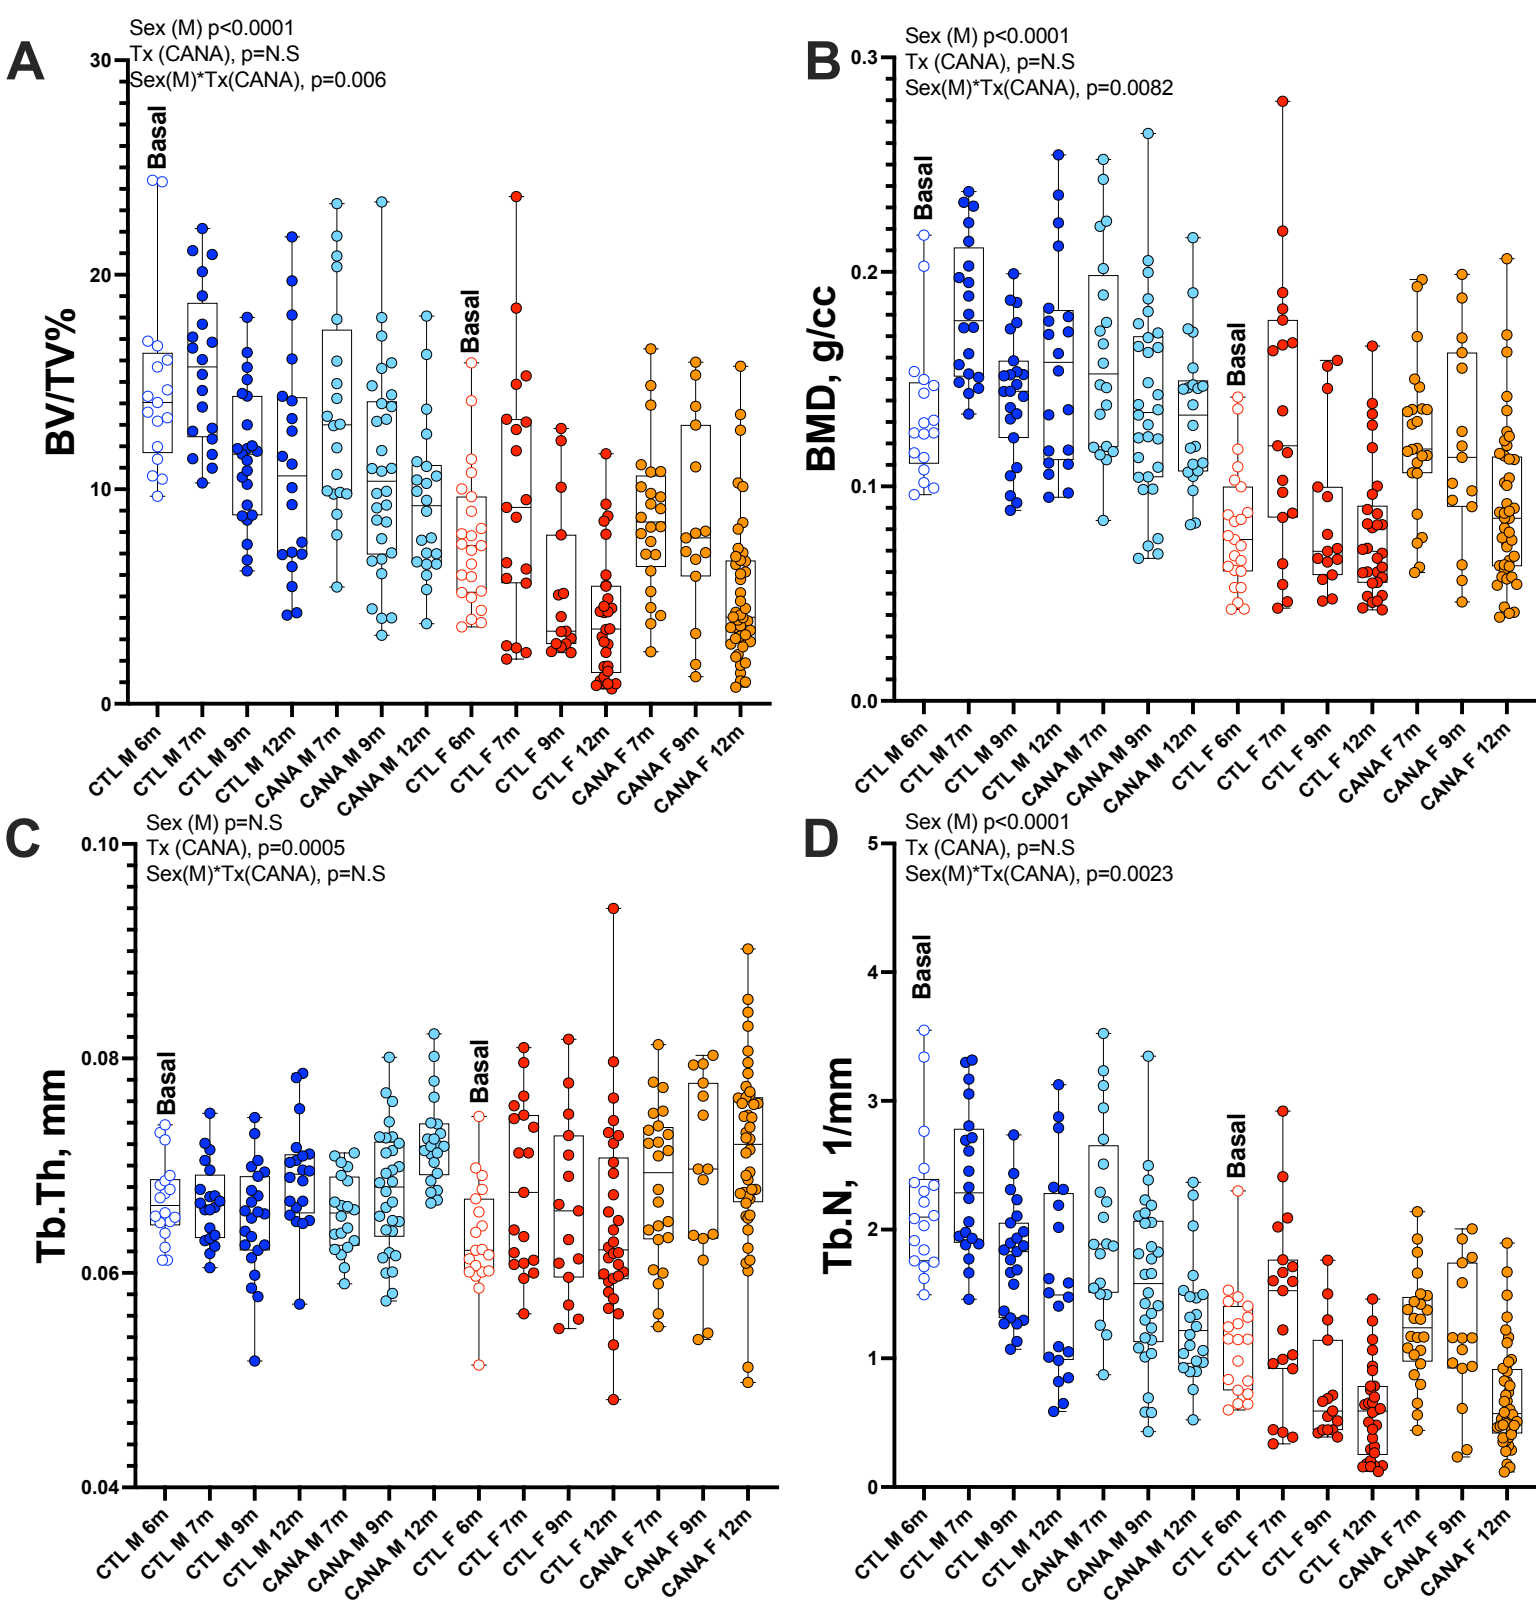 A
Sex (M) p<0.0001
Tx (CANA), p=N.S
Sex(M)*Tx(CANA), p=0.006
BV/TV%
30
20
10
0
Basal
Basal
CTL M 6m
CTL M 7m
CTL M 9m
CTL M 12m
CANA M 7m
CANA M 9m
CANA M 12m
CTL F 6m
CTL F 7m
CTL F 9m
CTL F 12m
CANA F 7m
CANA F 9m
CANA F 12m
B
Sex (M) p<0.0001
Tx (CANA), p=N.S
Sex(M)*Tx(CANA), p=0.0082
BMD, g/cc
0.3
0.2
0.1
0.0
Basal
Basal
CTL M 6m
CTL M 7m
CTL M 9m
CTL M 12m
CANA M 7m
CANA M 9m
CANA M 12m
CTL F 6m
CTL F 7m
CTL F 9m
CTL F 12m
CANA F 7m
CANA F 9m
CANA F 12m
C
Sex (M) p=N.S
Tx (CANA), p=0.0005
Sex(M)*Tx(CANA), p=N.S
Tb.Th, mm
0.10
0.08
0.06
0.04
Basal
Basal
CTL M 6m
CTL M 7m
CTL M 9m
CTL M 12m
CANA M 7m
CANA M 9m
CANA M 12m
CTL F 6m
CTL F 7m
CTL F 9m
CTL F 12m
CANA F 7m
CANA F 9m
CANA F 12m
D
Sex (M) p<0.0001
Tx (CANA), p=N.S
Sex(M)*Tx(CANA), p=0.0023
Tb.N, 1/mm
5
4
3
2
1
0
Basal
Basal
CTL M 6m
CTL M 7m
CTL M 9m
CTL M 12m
CANA M 7m
CANA M 9m
CANA M 12m
CTL F 6m
CTL F 7m
CTL F 9m
CTL F 12m
CANA F 7m
CANA F 9m
CANA F 12m